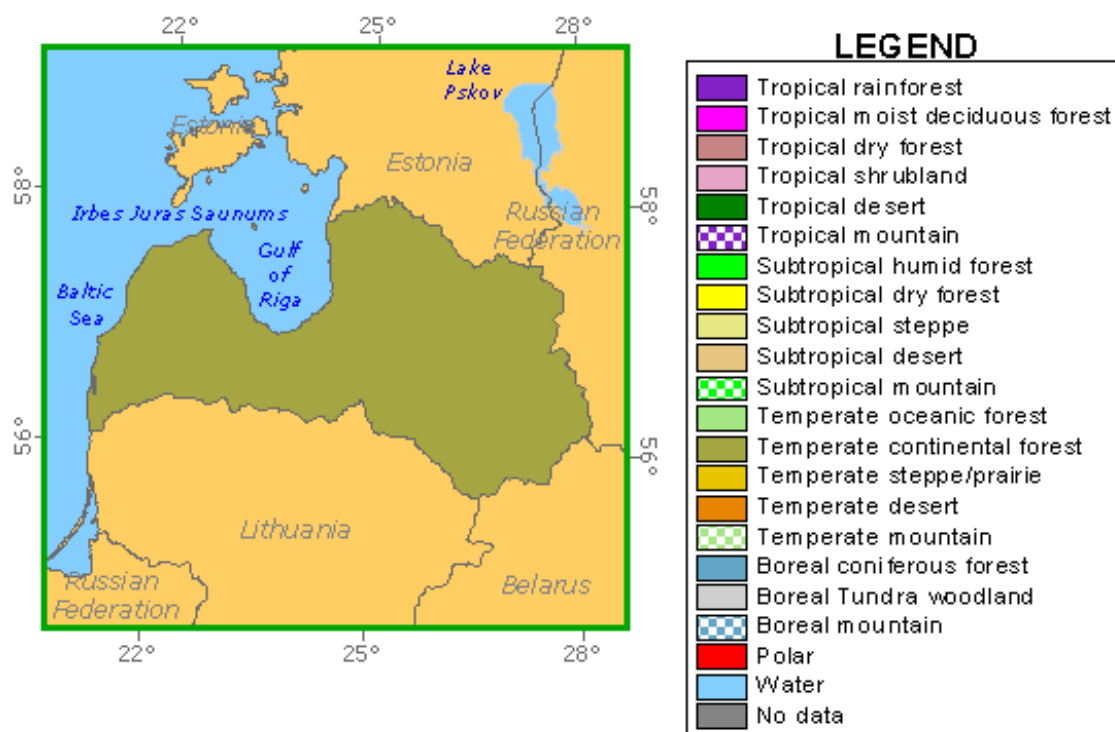 22°
25°
28°
Lake
Pskov
Estonia
Estonia
58°
58°
Irbes Juras Saunums
Russian
Federation
Gulf
of
Riga
Baltic
Sea
56°
56°
Lithuania
Russian
Federation
Belarus
22°
25°
28°
LEGEND
Tropical rainforest
Tropical moist deciduous forest
Tropical dry forest
Tropical shrubland
Tropical desert
Tropical mountain
Subtropical humid forest
Subtropical dry forest
Subtropical steppe
Subtropical desert
Subtropical mountain
Temperate oceanic forest
Temperate continental forest
Temperate steppe/prairie
Temperate desert
Temperate mountain
Boreal coniferous forest
Boreal Tundra woodland
Boreal mountain
Polar
Water
No data